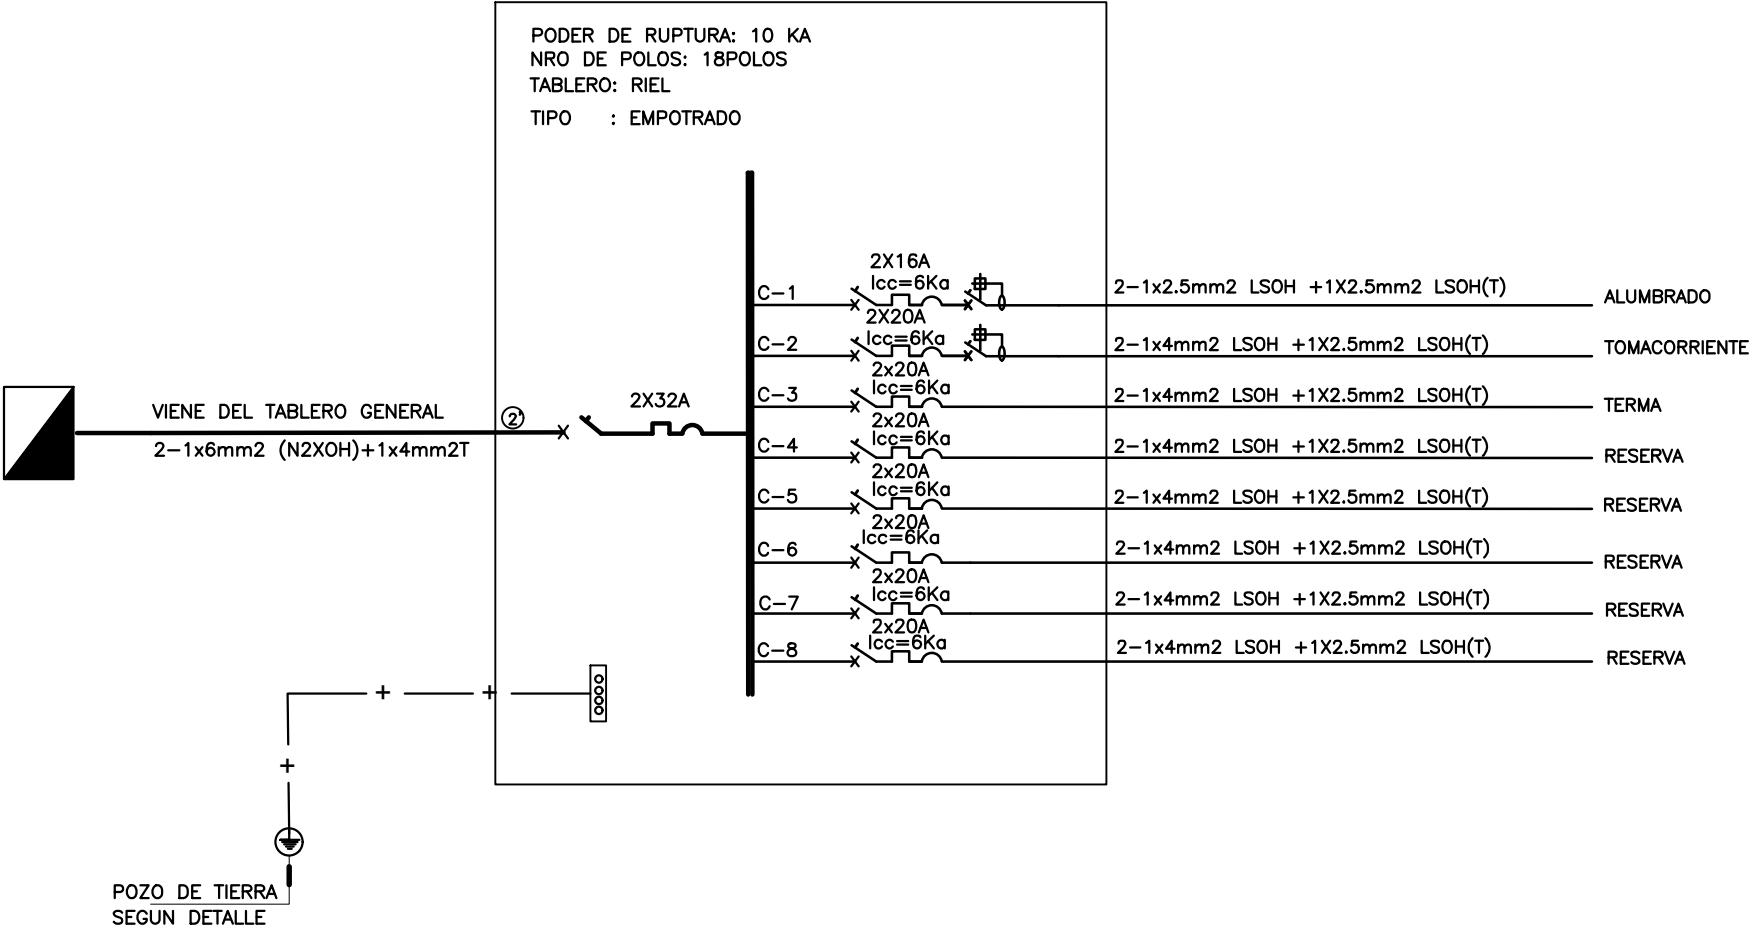 PODER DE RUPTURA: 10 KA
NRO DE POLOS: 18POLOS
TABLERO: RIEL
TIPO : EMPOTRADO
VIENE DEL TABLERO GENERAL
2-1x6mm2 (N2XOH)+1x4mm2T
2'
2X32A
C-1
2X16A
Icc=6Ka
2-1x2.5mm2 LSOH +1X2.5mm2 LSOH(T)
ALUMBRADO
C-2
2X20A
Icc=6Ka
2-1x4mm2 LSOH +1X2.5mm2 LSOH(T)
TOMACORRIENTE
C-3
2x20A
Icc=6Ka
2-1x4mm2 LSOH +1X2.5mm2 LSOH(T)
TERMA
C-4
2x20A
Icc=6Ka
2-1x4mm2 LSOH +1X2.5mm2 LSOH(T)
RESERVA
C-5
2x20A
Icc=6Ka
2-1x4mm2 LSOH +1X2.5mm2 LSOH(T)
RESERVA
C-6
2x20A
Icc=6Ka
2-1x4mm2 LSOH +1X2.5mm2 LSOH(T)
RESERVA
C-7
2x20A
Icc=6Ka
2-1x4mm2 LSOH +1X2.5mm2 LSOH(T)
RESERVA
C-8
2x20A
Icc=6Ka
2-1x4mm2 LSOH +1X2.5mm2 LSOH(T)
RESERVA
POZO DE TIERRA
SEGUN DETALLE